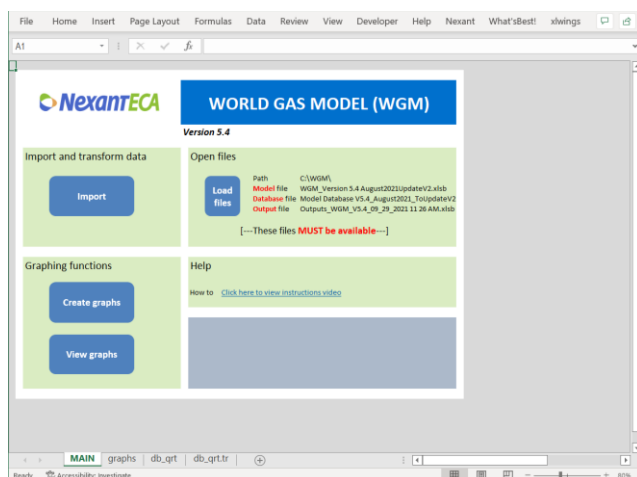 File Home Insert Page Layout Formulas Data Review View Developer Help Nexant What'sBest! xlwings
A1 fx
NEXANTECA
WORLD GAS MODEL (WGM)
Version 5.4
Import and transform data
Import
Open files
Load files
Path C:\WGM\
Model file WGM_Version 5.4 August2021UpdateV2.xlsb
Database file Model Database V5.4_August2021_ToUpdateV2
Output file Outputs_WGM_V5.4_09_29_2021 11 26 AM.xlsb
[---These files MUST be available---]
Graphing functions
Create graphs
View graphs
Help
How to Click here to view instructions video
MAIN graphs db_qrt db_qrt.tr
Ready Accessibility: Investigate 80%